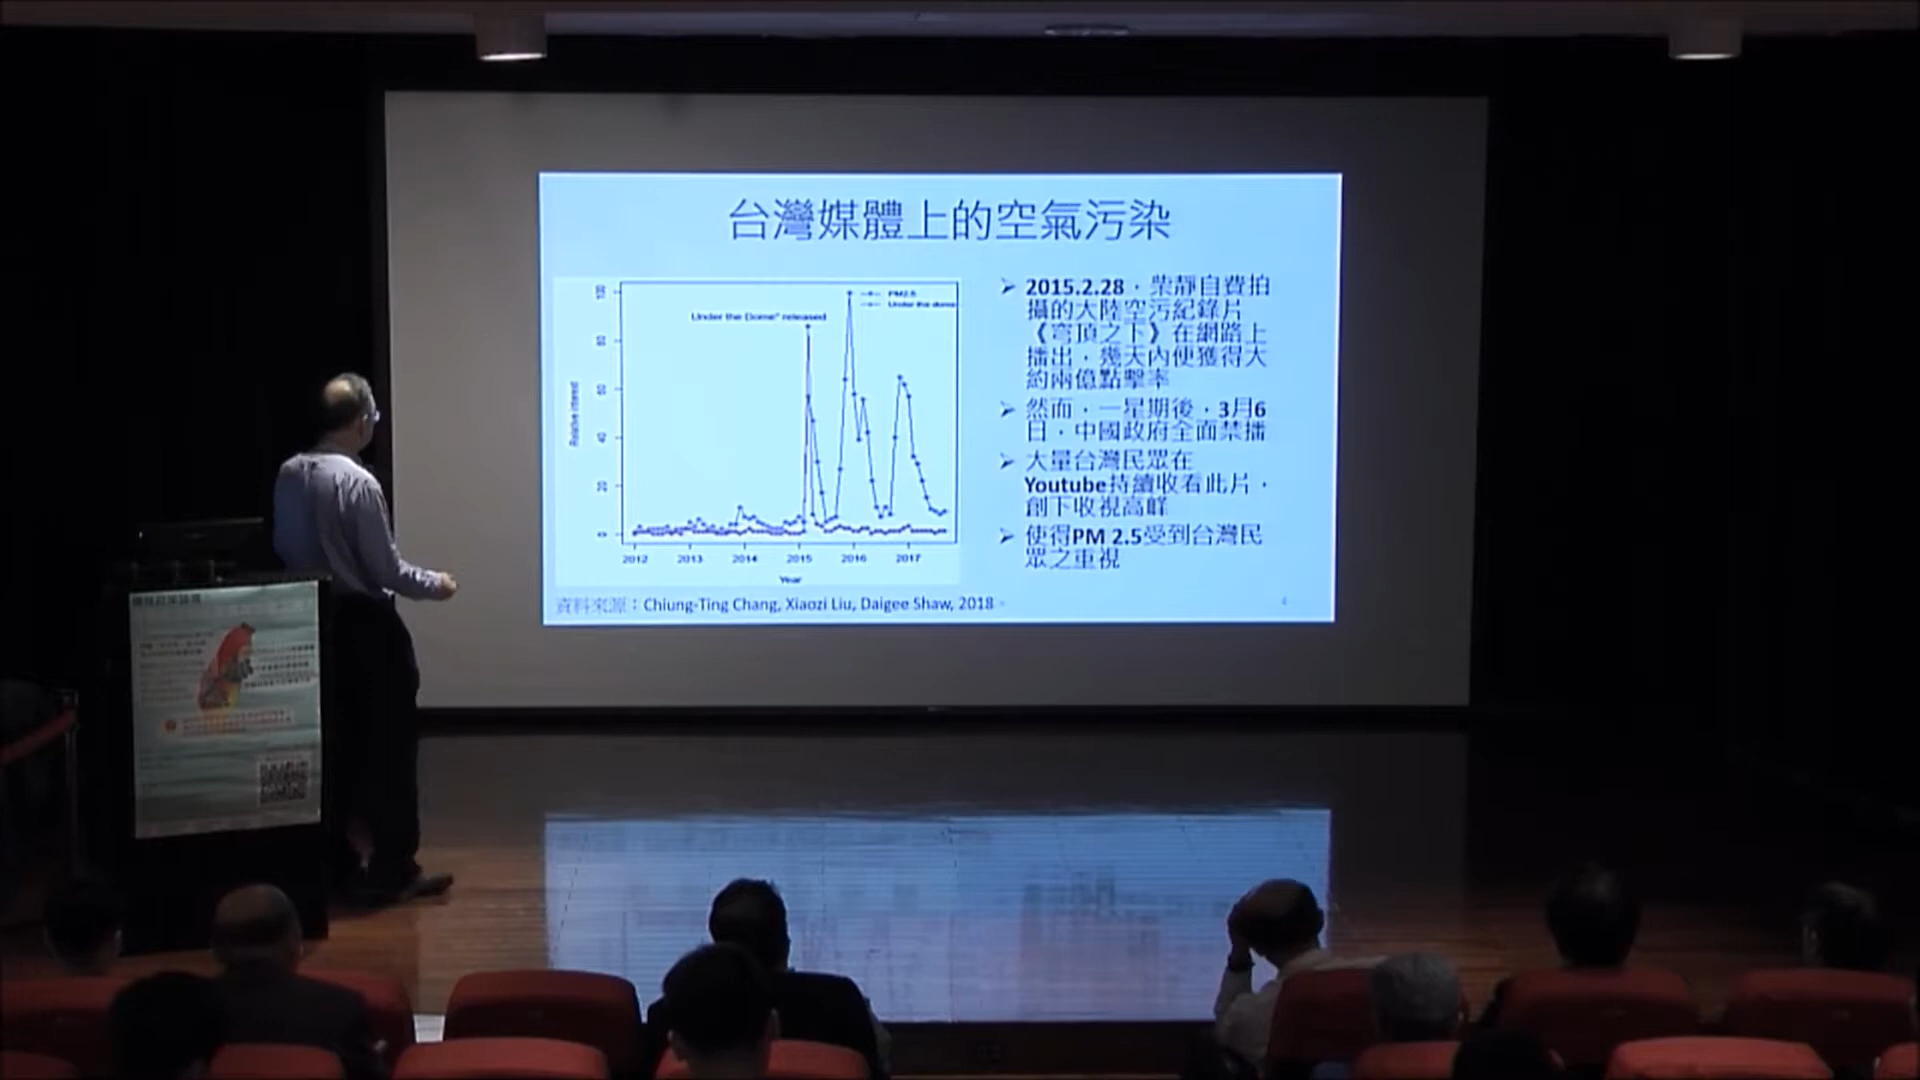 台灣媒體上的空氣污染
100
80
60
40
20
0
Relative interest
PM2.5
Under the dome
Under the Dome" released
2012 2013 2014 2015 2016 2017
Year
➢ 2015.2.28，柴靜自費拍
攝的大陸空污紀錄片
《穹頂之下》在網路上
播出，幾天內便獲得大
約兩億點擊率
➢ 然而，一星期後，3月6
日，中國政府全面禁播
➢ 大量台灣民眾在
Youtube持續收看此片，
創下收視高峰
➢ 使得PM 2.5受到台灣民
眾之重視
資料來源：Chiung-Ting Chang, Xiaozi Liu, Daigee Shaw, 2018。
4